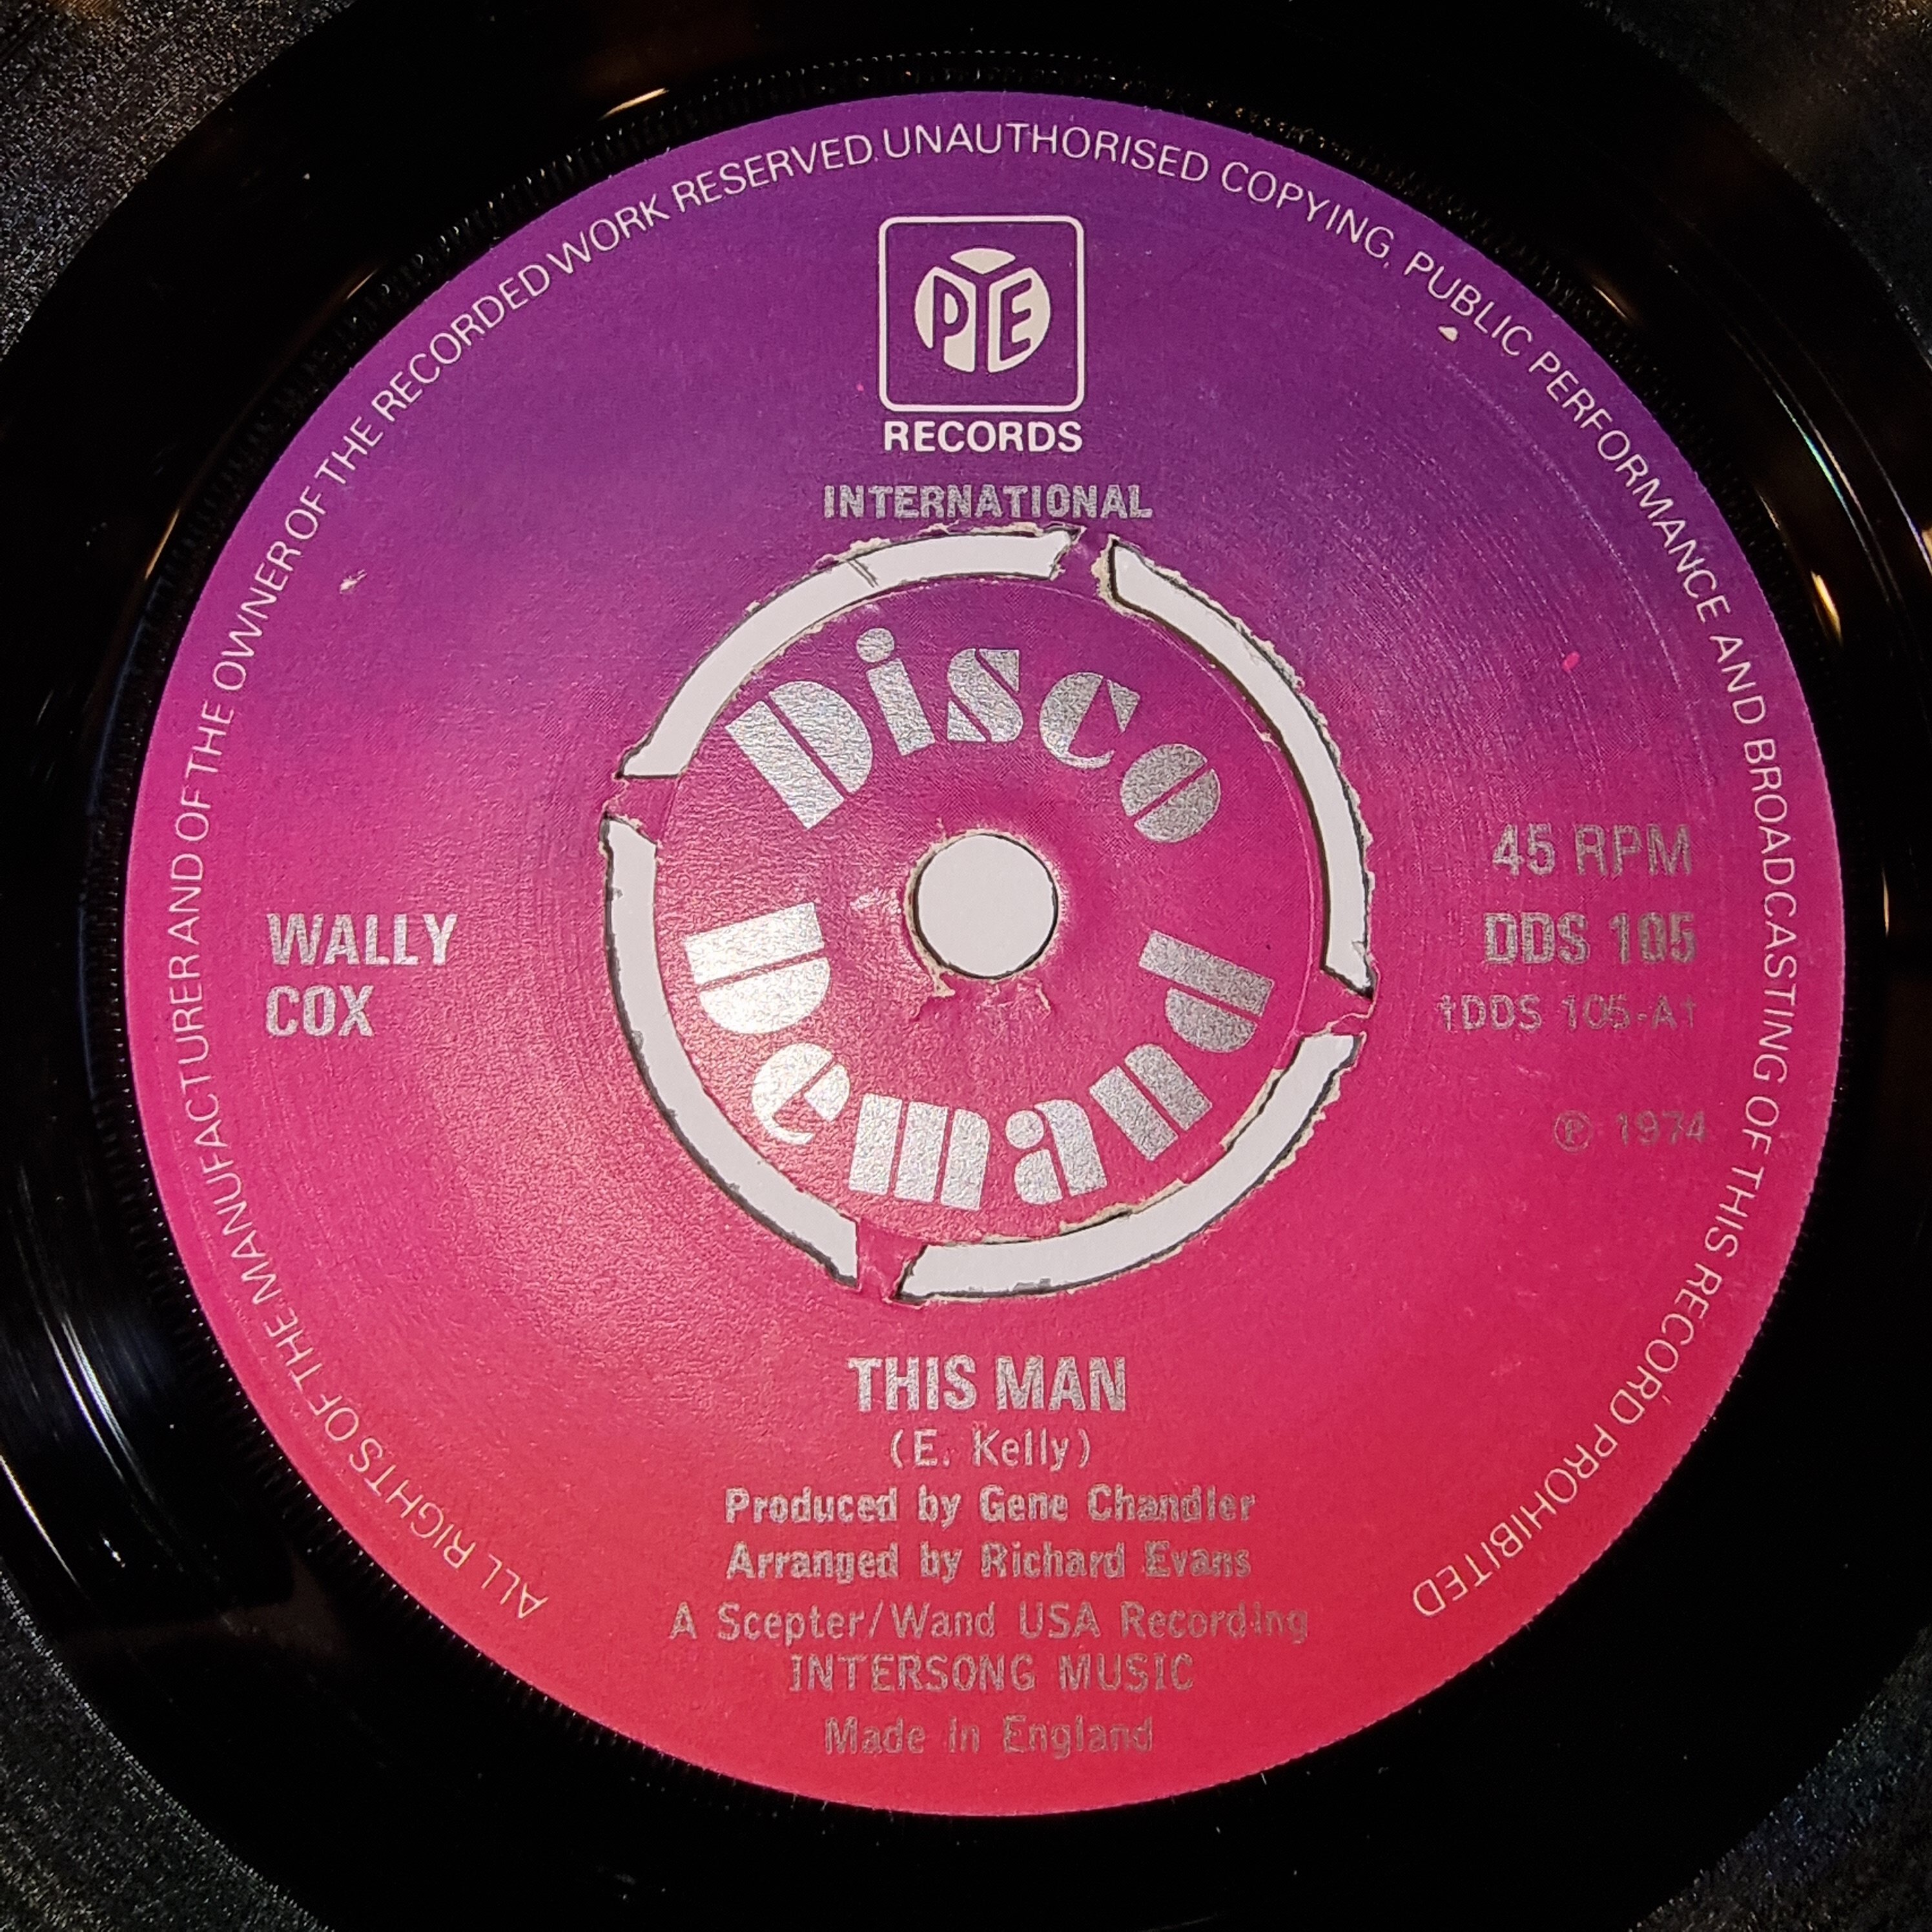 ALL RIGHTS OF THE MANUFACTURER AND OF THE OWNER OF THE RECORDED WORK RESERVED. UNAUTHORISED COPYING, PUBLIC PERFORMANCE AND BROADCASTING OF THIS RECORD PROHIBITED
PYE
RECORDS
INTERNATIONAL
Disco
Demand
WALLY
COX
45 RPM
DDS 105
†DDS 105-A†
℗ 1974
THIS MAN
(E. Kelly)
Produced by Gene Chandler
Arranged by Richard Evans
A Scepter/Wand USA Recording
INTERSONG MUSIC
Made in England